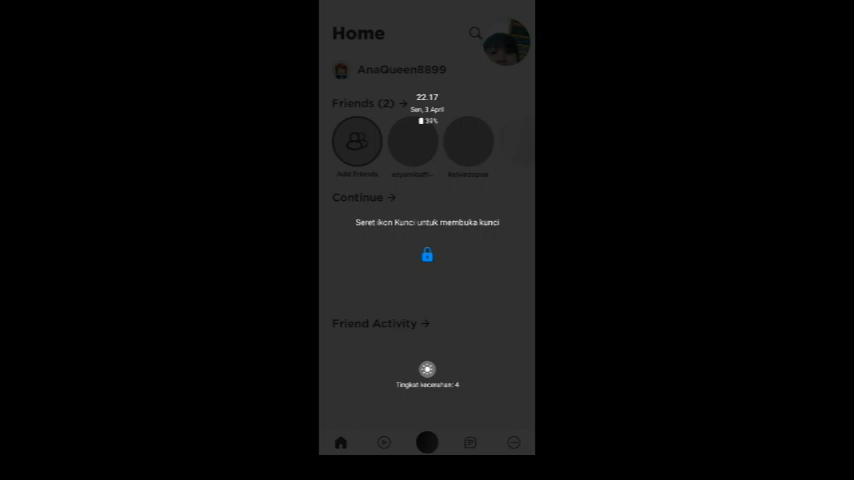 Home
AnaQueen8899
22.17
Friends (2) →
Sen, 3 April
39%
Add Friends
Continue →
Seret ikon Kunci untuk membuka kunci
Friend Activity →
Tingkat kecerahan: 4